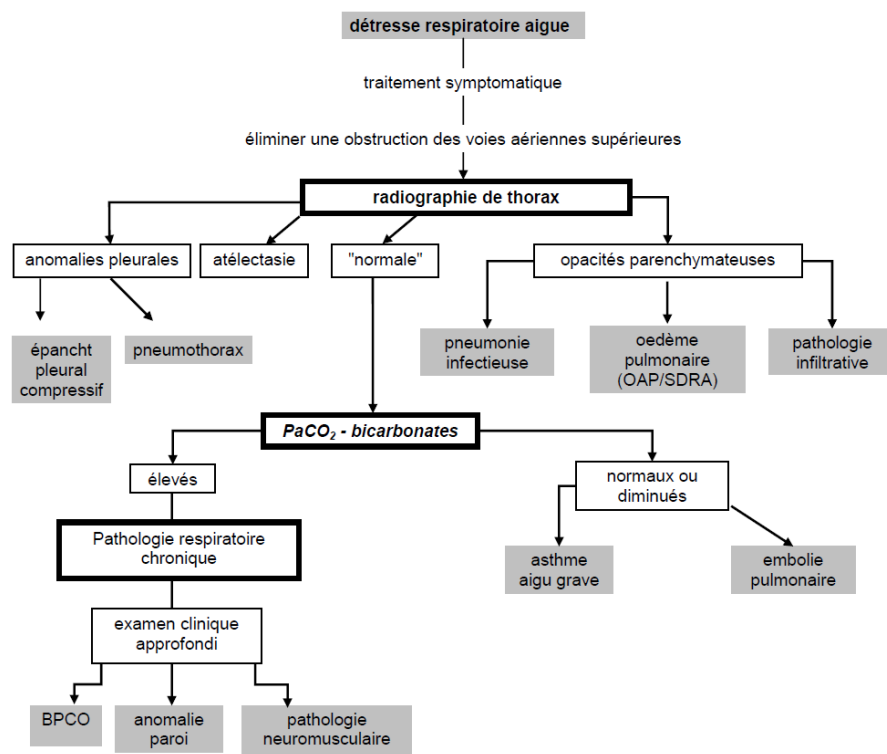 détresse respiratoire aigue
traitement symptomatique
éliminer une obstruction des voies aériennes supérieures
radiographie de thorax
anomalies pleurales
atélectasie
"normale"
opacités parenchymateuses
épancht
pleural
compressif
pneumothorax
pneumonie
infectieuse
oedème
pulmonaire
(OAP/SDRA)
pathologie
infiltrative
PaCO₂ - bicarbonates
élevés
normaux ou
diminués
Pathologie respiratoire
chronique
asthme
aigu grave
embolie
pulmonaire
examen clinique
approfondi
BPCO
anomalie
paroi
pathologie
neuromusculaire